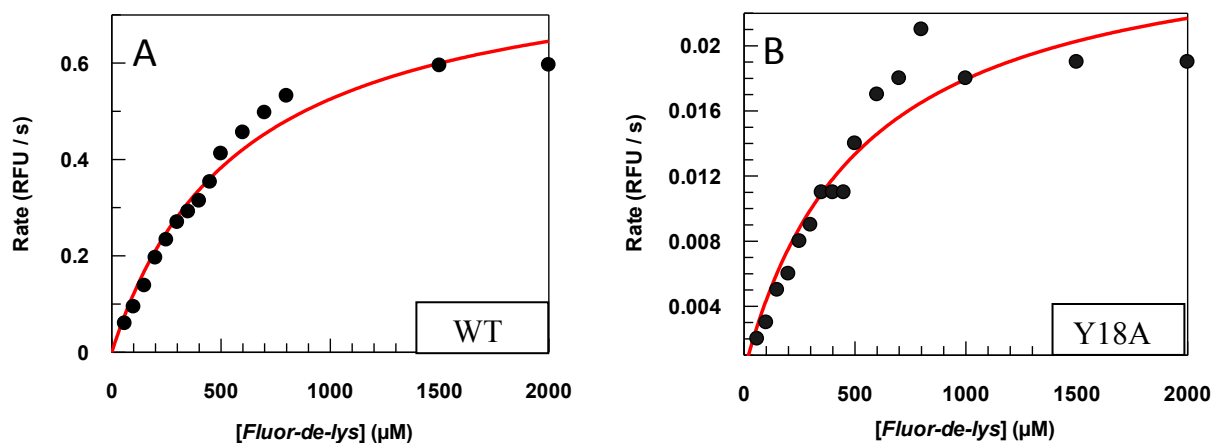 A
Rate (RFU / s)
0.6
0.4
0.2
0
WT
0 500 1000 1500 2000
[Fluor-de-lys] (µM)
B
Rate (RFU / s)
0.02
0.016
0.012
0.008
0.004
Y18A
0 500 1000 1500 2000
[Fluor-de-lys] (µM)